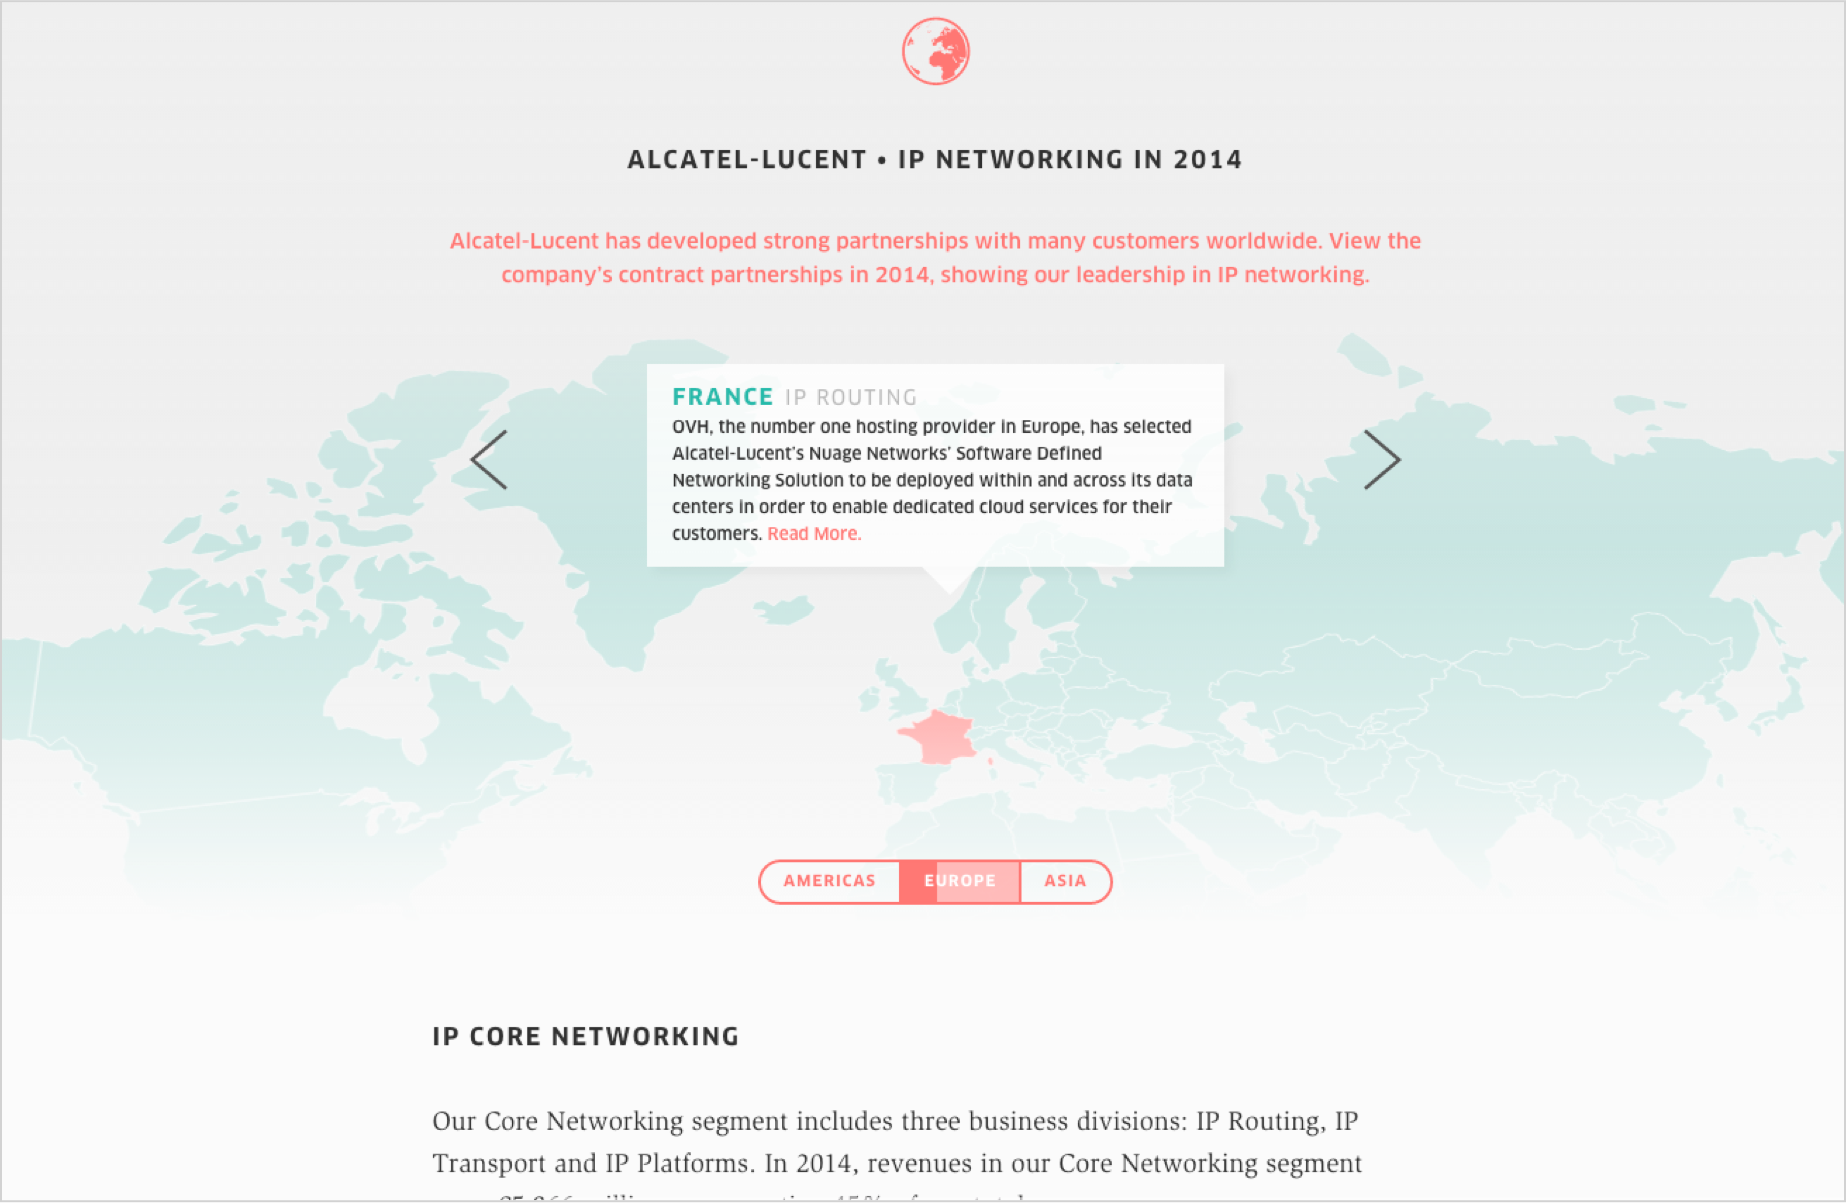 ALCATEL-LUCENT • IP NETWORKING IN 2014
Alcatel-Lucent has developed strong partnerships with many customers worldwide. View the
company's contract partnerships in 2014, showing our leadership in IP networking.
FRANCE IP ROUTING
OVH, the number one hosting provider in Europe, has selected
Alcatel-Lucent's Nuage Networks' Software Defined
Networking Solution to be deployed within and across its data
centers in order to enable dedicated cloud services for their
customers. Read More.
AMERICAS EUROPE ASIA
IP CORE NETWORKING
Our Core Networking segment includes three business divisions: IP Routing, IP
Transport and IP Platforms. In 2014, revenues in our Core Networking segment